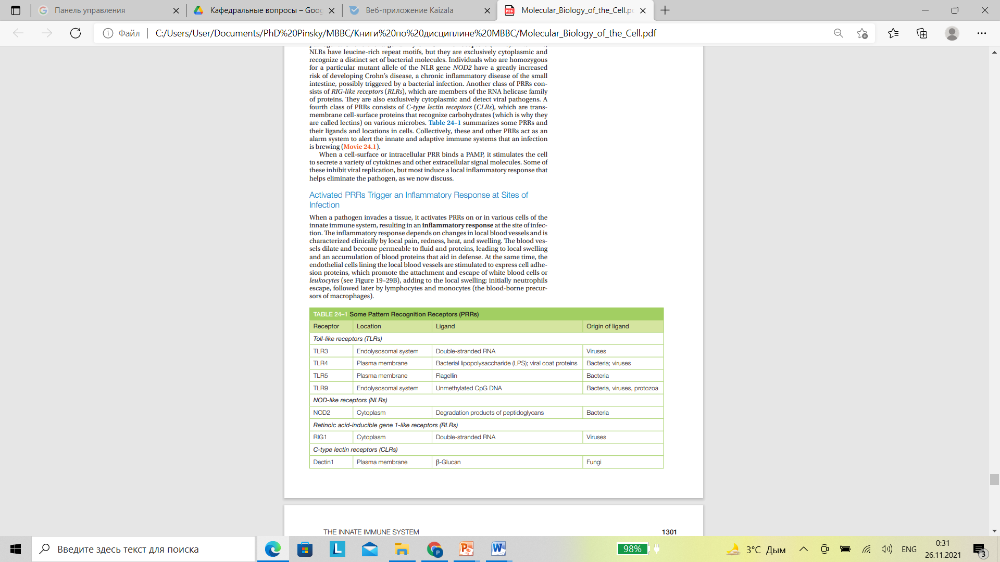 Панель управления
Кафедральные вопросы – Goog
Веб-приложение Kaizala
Molecular_Biology_of_the_Cell.p
Файл
C:/Users/User/Documents/PhD%20Pinsky/MBBC/Книги%20по%20дисциплине%20MBBC/Molecular_Biology_of_the_Cell.pdf
NLRs have leucine-rich repeat motifs, but they are exclusively cytoplasmic and
recognize a distinct set of bacterial molecules. Individuals who are homozygous
for a particular mutant allele of the NLR gene NOD2 have a greatly increased
risk of developing Crohn's disease, a chronic inflammatory disease of the small
intestine, possibly triggered by a bacterial infection. Another class of PRRs con-
sists of RIG-like receptors (RLRs), which are members of the RNA helicase family
of proteins. They are also exclusively cytoplasmic and detect viral pathogens. A
fourth class of PRRs consists of C-type lectin receptors (CLRs), which are trans-
membrane cell-surface proteins that recognize carbohydrates (which is why they
are called lectins) on various microbes. Table 24–1 summarizes some PRRs and
their ligands and locations in cells. Collectively, these and other PRRs act as an
alarm system to alert the innate and adaptive immune systems that an infection
is brewing (Movie 24.1).
When a cell-surface or intracellular PRR binds a PAMP, it stimulates the cell
to secrete a variety of cytokines and other extracellular signal molecules. Some of
these inhibit viral replication, but most induce a local inflammatory response that
helps eliminate the pathogen, as we now discuss.
Activated PRRs Trigger an Inflammatory Response at Sites of
Infection
When a pathogen invades a tissue, it activates PRRs on or in various cells of the
innate immune system, resulting in an inflammatory response at the site of infec-
tion. The inflammatory response depends on changes in local blood vessels and is
characterized clinically by local pain, redness, heat, and swelling. The blood ves-
sels dilate and become permeable to fluid and proteins, leading to local swelling
and an accumulation of blood proteins that aid in defense. At the same time, the
endothelial cells lining the local blood vessels are stimulated to express cell adhe-
sion proteins, which promote the attachment and escape of white blood cells or
leukocytes (see Figure 19–29B), adding to the local swelling; initially neutrophils
escape, followed later by lymphocytes and monocytes (the blood-borne precur-
sors of macrophages).
TABLE 24–1 Some Pattern Recognition Receptors (PRRs)
Receptor Location Ligand Origin of ligand
Toll-like receptors (TLRs)
TLR3 Endolysosomal system Double-stranded RNA Viruses
TLR4 Plasma membrane Bacterial lipopolysaccharide (LPS); viral coat proteins Bacteria; viruses
TLR5 Plasma membrane Flagellin Bacteria
TLR9 Endolysosomal system Unmethylated CpG DNA Bacteria, viruses, protozoa
NOD-like receptors (NLRs)
NOD2 Cytoplasm Degradation products of peptidoglycans Bacteria
Retinoic acid-inducible gene 1-like receptors (RLRs)
RIG1 Cytoplasm Double-stranded RNA Viruses
C-type lectin receptors (CLRs)
Dectin1 Plasma membrane β-Glucan Fungi
THE INNATE IMMUNE SYSTEM 1301
Введите здесь текст для поиска
98%
3°C Дым
ENG
0:31
26.11.2021
3